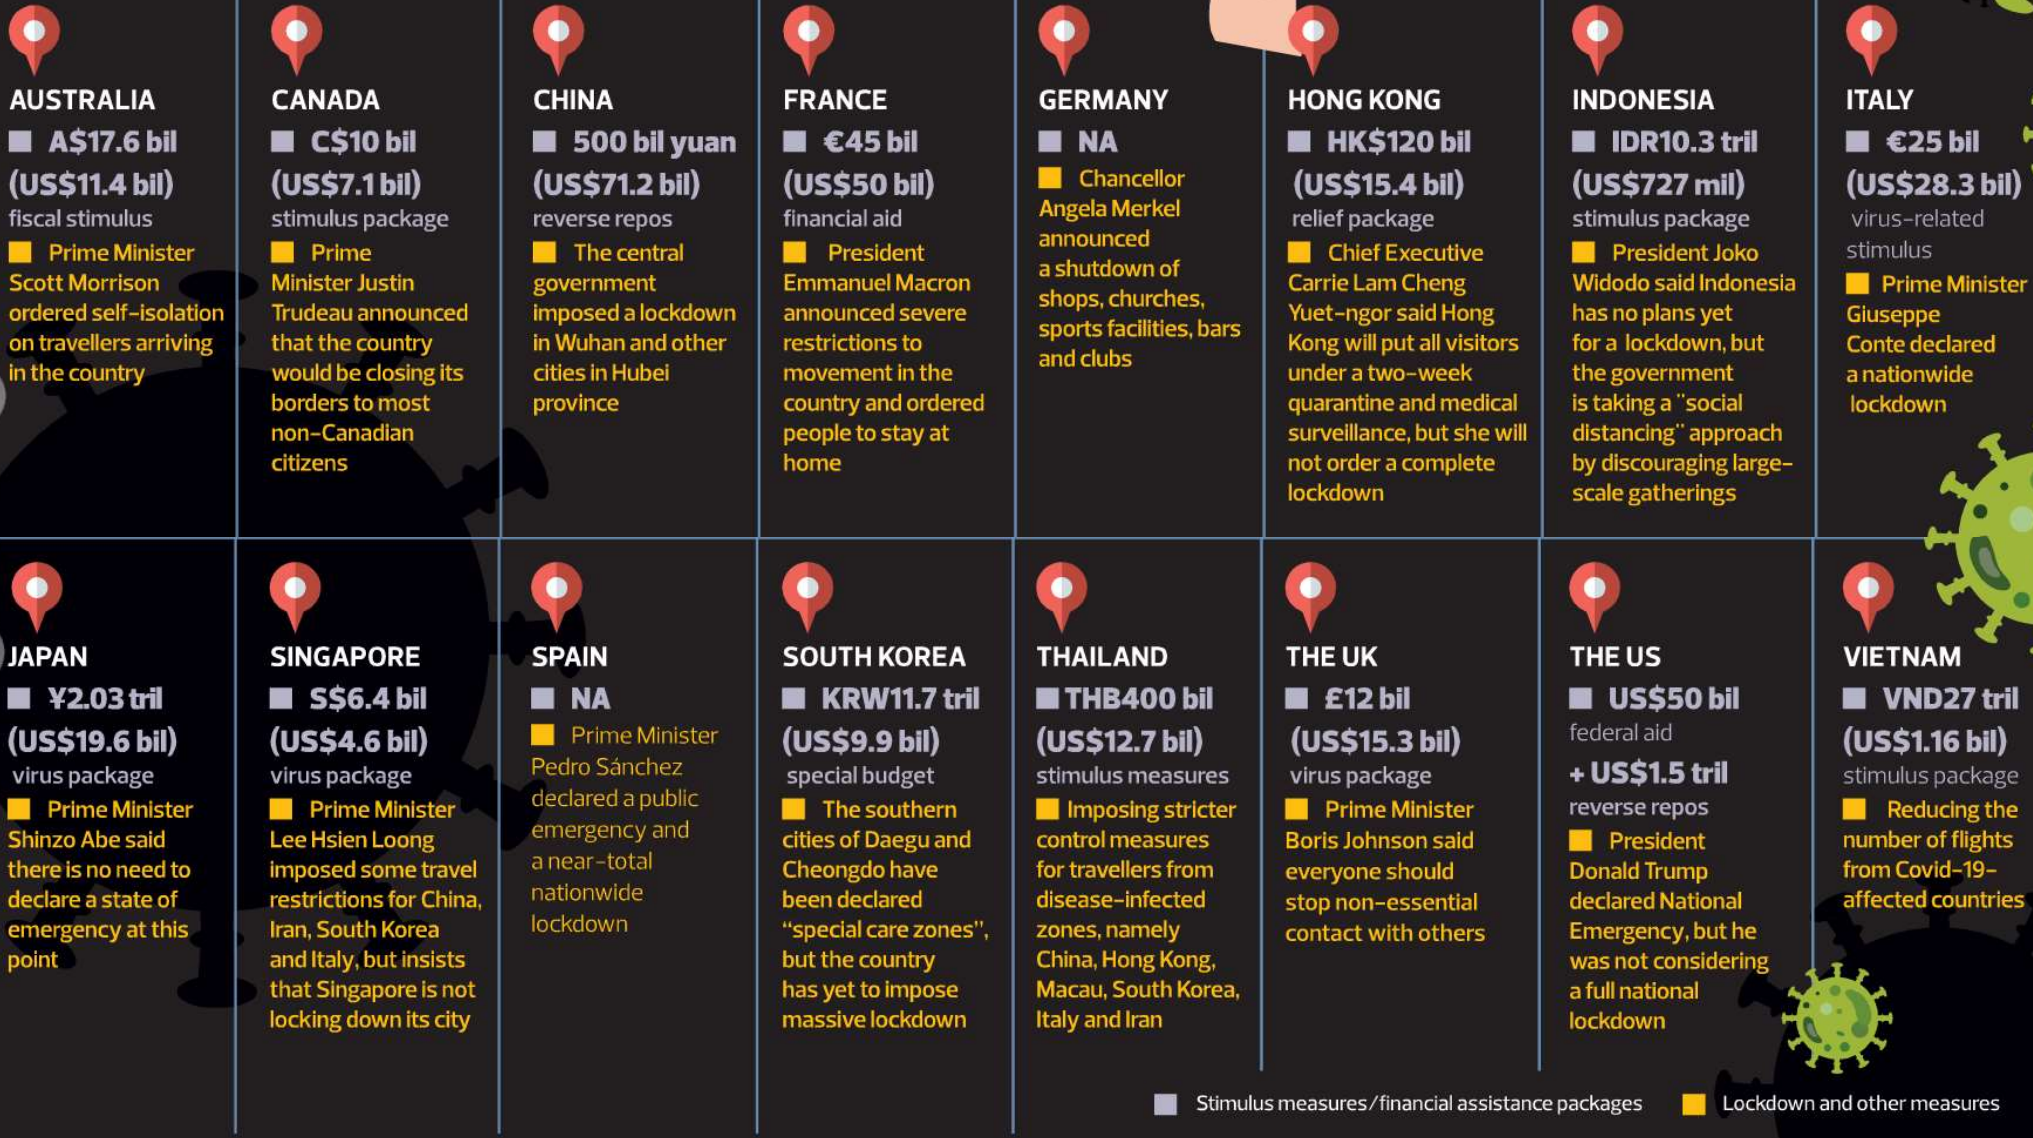 AUSTRALIA
A$17.6 bil
(US$11.4 bil)
fiscal stimulus
Prime Minister
Scott Morrison
ordered self-isolation
on travellers arriving
in the country
CANADA
C$10 bil
(US$7.1 bil)
stimulus package
Prime
Minister Justin
Trudeau announced
that the country
would be closing its
borders to most
non-Canadian
citizens
CHINA
500 bil yuan
(US$71.2 bil)
reverse repos
The central
government
imposed a lockdown
in Wuhan and other
cities in Hubei
province
FRANCE
€45 bil
(US$50 bil)
financial aid
President
Emmanuel Macron
announced severe
restrictions to
movement in the
country and ordered
people to stay at
home
GERMANY
NA
Chancellor
Angela Merkel
announced
a shutdown of
shops, churches,
sports facilities, bars
and clubs
HONG KONG
HK$120 bil
(US$15.4 bil)
relief package
Chief Executive
Carrie Lam Cheng
Yuet-ngor said Hong
Kong will put all visitors
under a two-week
quarantine and medical
surveillance, but she will
not order a complete
lockdown
INDONESIA
IDR10.3 tril
(US$727 mil)
stimulus package
President Joko
Widodo said Indonesia
has no plans yet
for a lockdown, but
the government
is taking a "social
distancing" approach
by discouraging large-
scale gatherings
ITALY
€25 bil
(US$28.3 bil)
virus-related
stimulus
Prime Minister
Giuseppe
Conte declared
a nationwide
lockdown
JAPAN
¥2.03 tril
(US$19.6 bil)
virus package
Prime Minister
Shinzo Abe said
there is no need to
declare a state of
emergency at this
point
SINGAPORE
S$6.4 bil
(US$4.6 bil)
virus package
Prime Minister
Lee Hsien Loong
imposed some travel
restrictions for China,
Iran, South Korea
and Italy, but insists
that Singapore is not
locking down its city
SPAIN
NA
Prime Minister
Pedro Sánchez
declared a public
emergency and
a near-total
nationwide
lockdown
SOUTH KOREA
KRW11.7 tril
(US$9.9 bil)
special budget
The southern
cities of Daegu and
Cheongdo have
been declared
“special care zones”,
but the country
has yet to impose
massive lockdown
THAILAND
THB400 bil
(US$12.7 bil)
stimulus measures
Imposing stricter
control measures
for travellers from
disease-infected
zones, namely
China, Hong Kong,
Macau, South Korea,
Italy and Iran
THE UK
£12 bil
(US$15.3 bil)
virus package
Prime Minister
Boris Johnson said
everyone should
stop non-essential
contact with others
THE US
US$50 bil
federal aid
+ US$1.5 tril
reverse repos
President
Donald Trump
declared National
Emergency, but he
was not considering
a full national
lockdown
VIETNAM
VND27 tril
(US$1.16 bil)
stimulus package
Reducing the
number of flights
from Covid-19-
affected countries
Stimulus measures/financial assistance packages
Lockdown and other measures